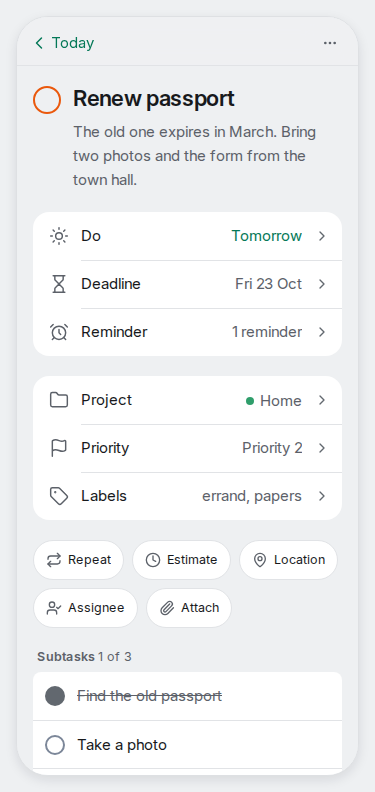 Today
Renew passport
The old one expires in March. Bring
two photos and the form from the
town hall.
Do Tomorrow
Deadline Fri 23 Oct
Reminder 1 reminder
Project Home
Priority Priority 2
Labels errand, papers
Repeat Estimate Location
Assignee Attach
Subtasks 1 of 3
Find the old passport
Take a photo